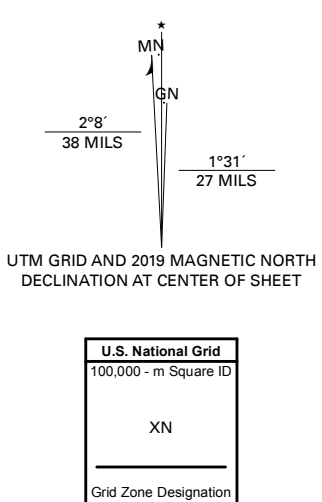 MN
GN
2°8´
38 MILS
1°31´
27 MILS
UTM GRID AND 2019 MAGNETIC NORTH
DECLINATION AT CENTER OF SHEET
U.S. National Grid
100,000 - m Square ID
XN
Grid Zone Designation